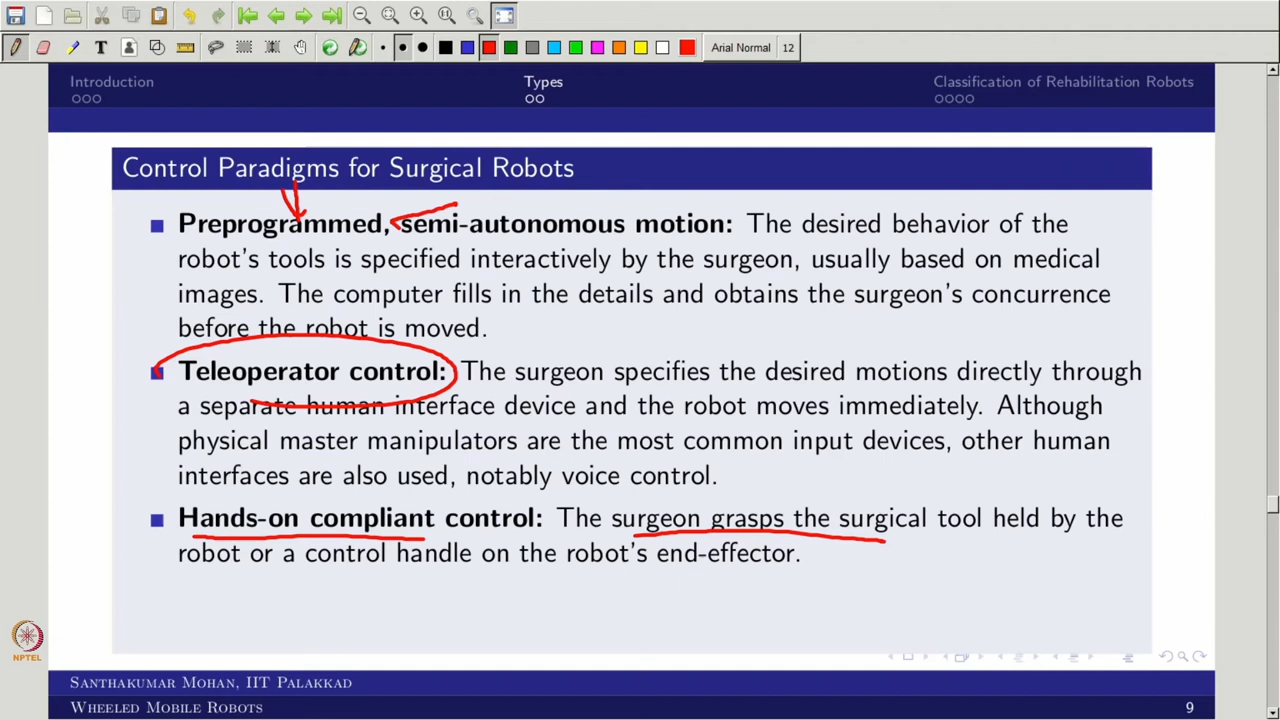 Arial Normal 12
Introduction Types Classification of Rehabilitation Robots
Control Paradigms for Surgical Robots
Preprogrammed, semi-autonomous motion: The desired behavior of the
robot's tools is specified interactively by the surgeon, usually based on medical
images. The computer fills in the details and obtains the surgeon's concurrence
before the robot is moved.
Teleoperator control: The surgeon specifies the desired motions directly through
a separate human interface device and the robot moves immediately. Although
physical master manipulators are the most common input devices, other human
interfaces are also used, notably voice control.
Hands-on compliant control: The surgeon grasps the surgical tool held by the
robot or a control handle on the robot's end-effector.
NPTEL
Santhakumar Mohan, IIT Palakkad
Wheeled Mobile Robots 9